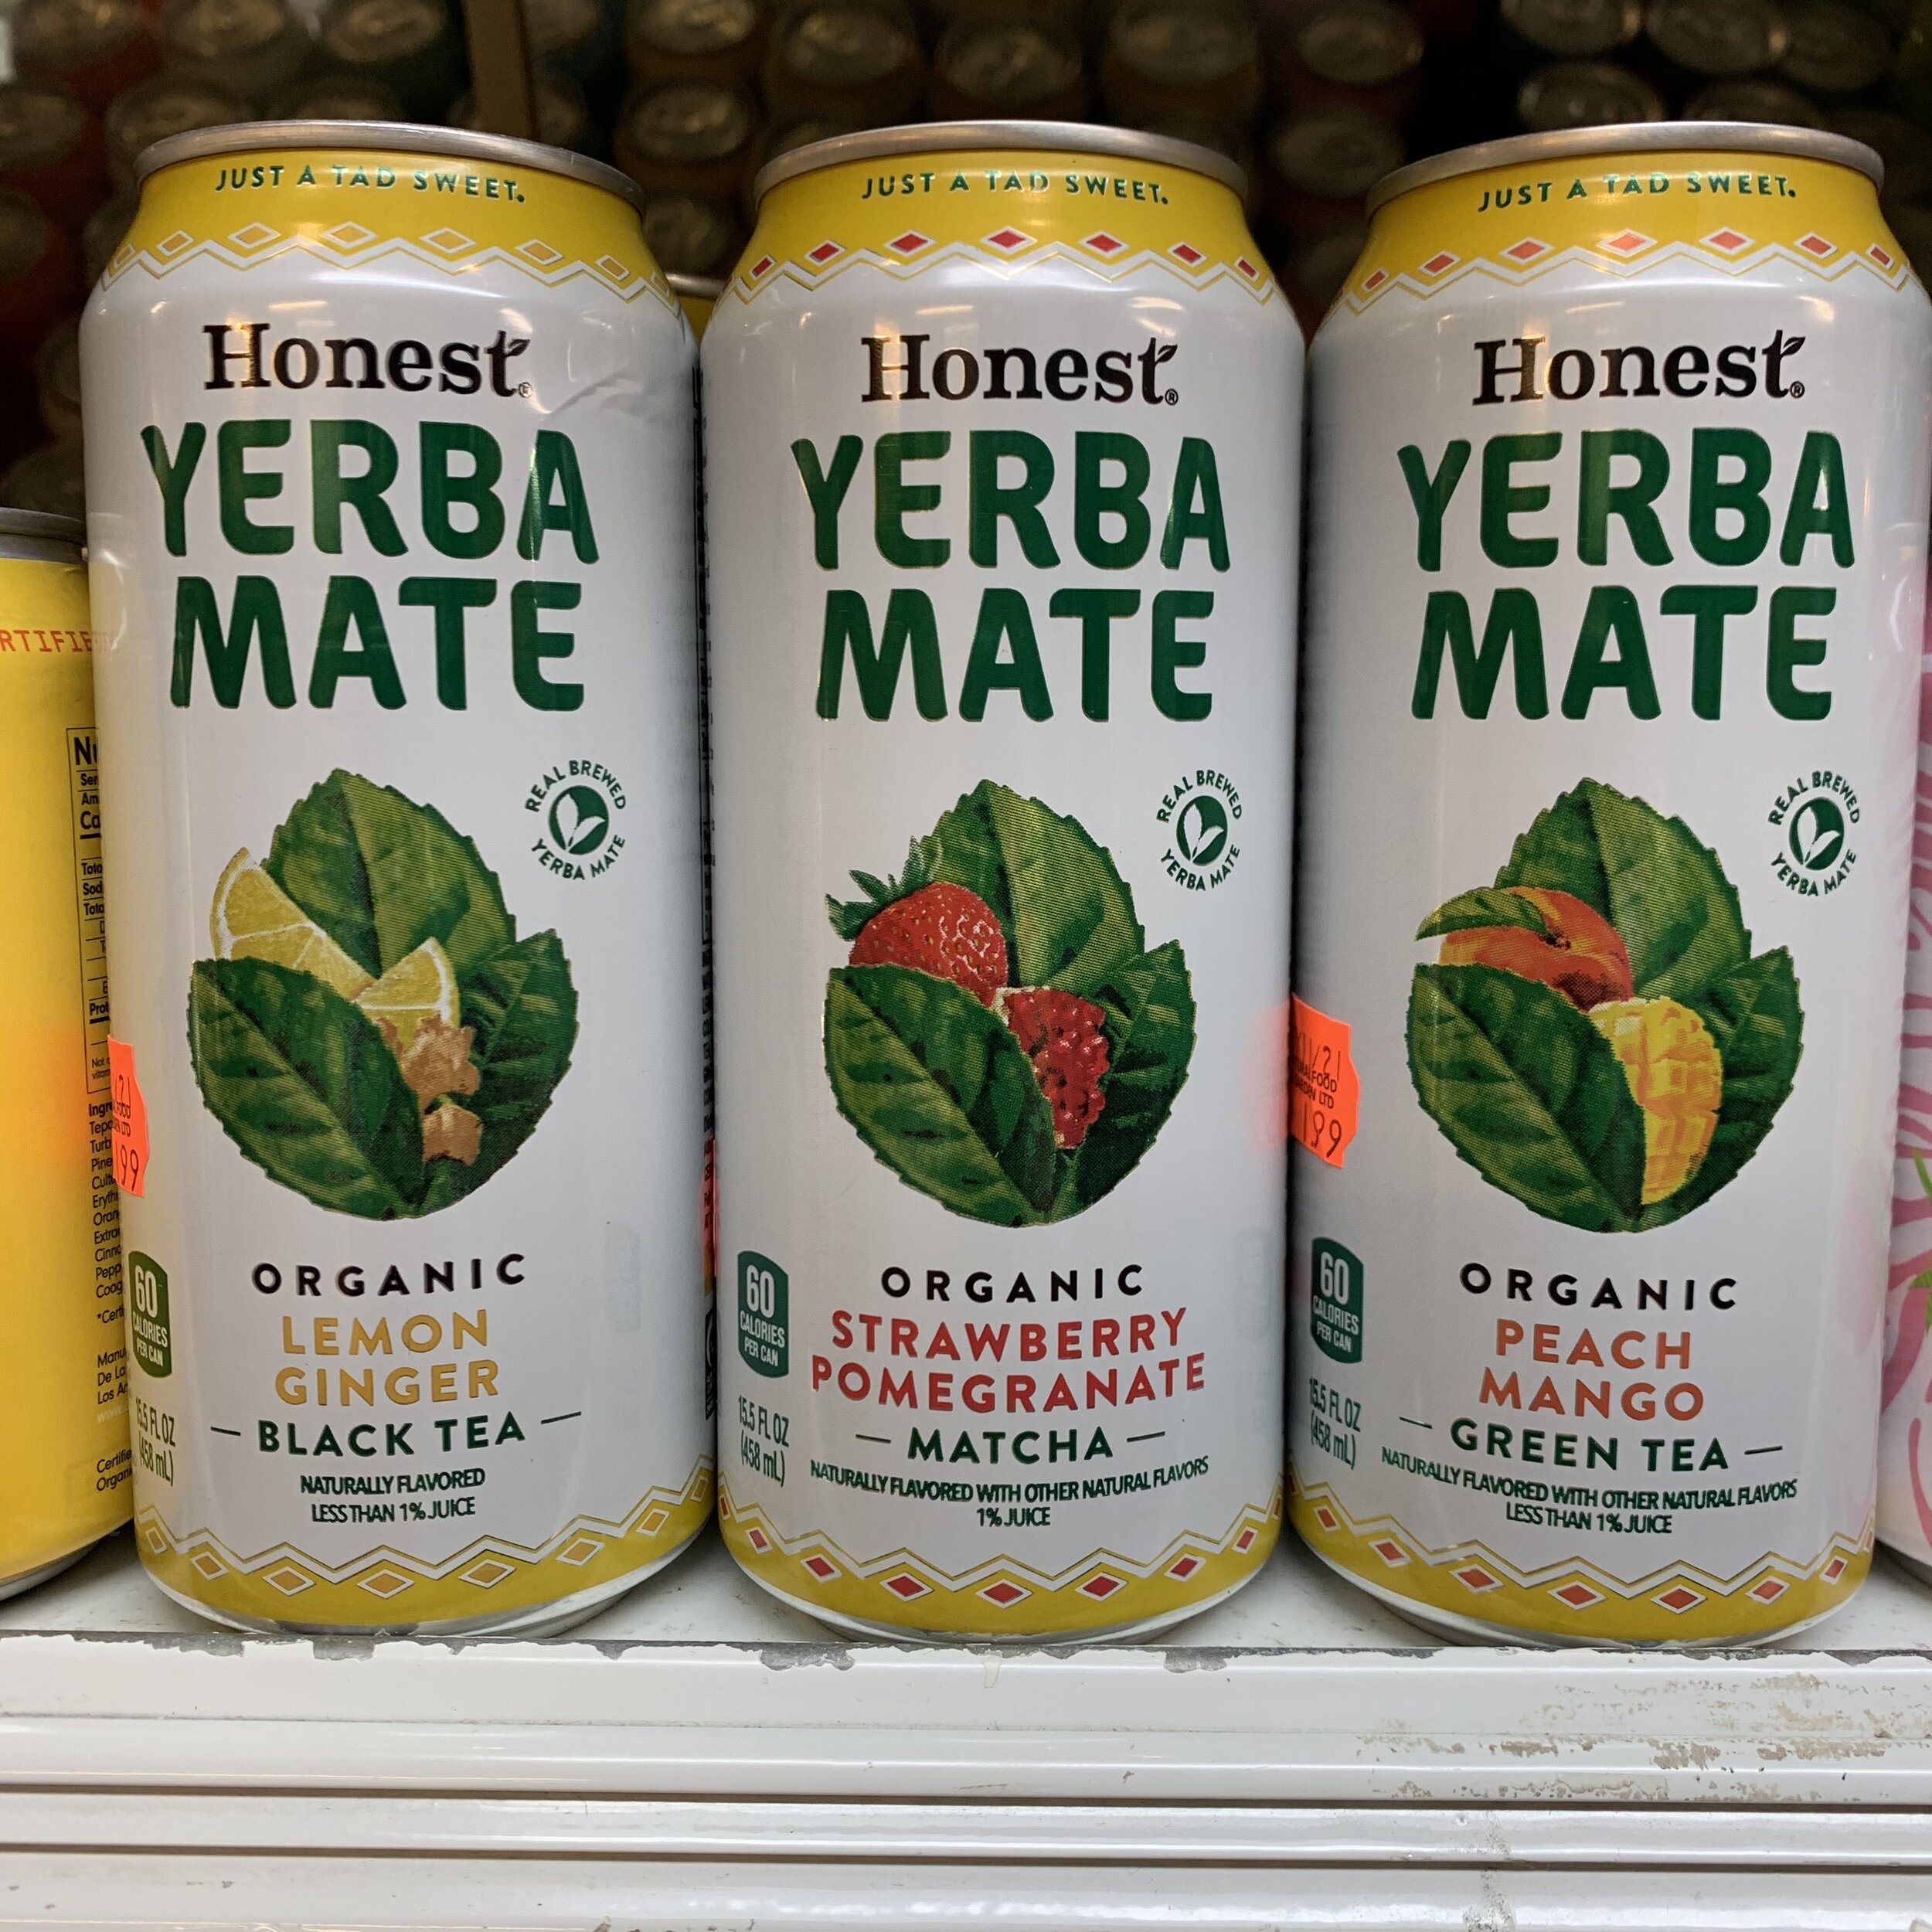 JUST A TAD SWEET.
Honest®
YERBA
MATE
REAL BREWED
YERBA MATE
60
CALORIES
PER CAN
ORGANIC
LEMON
GINGER
BLACK TEA
NATURALLY FLAVORED
LESS THAN 1% JUICE
15.5 FL OZ
(458 mL)
JUST A TAD SWEET.
Honest®
YERBA
MATE
REAL BREWED
YERBA MATE
60
CALORIES
PER CAN
ORGANIC
STRAWBERRY
POMEGRANATE
MATCHA
NATURALLY FLAVORED WITH OTHER NATURAL FLAVORS
1% JUICE
15.5 FL OZ
(458 mL)
JUST A TAD SWEET.
Honest®
YERBA
MATE
REAL BREWED
YERBA MATE
60
CALORIES
PER CAN
ORGANIC
PEACH
MANGO
GREEN TEA
NATURALLY FLAVORED WITH OTHER NATURAL FLAVORS
LESS THAN 1% JUICE
15.5 FL OZ
(458 mL)
LTD
199